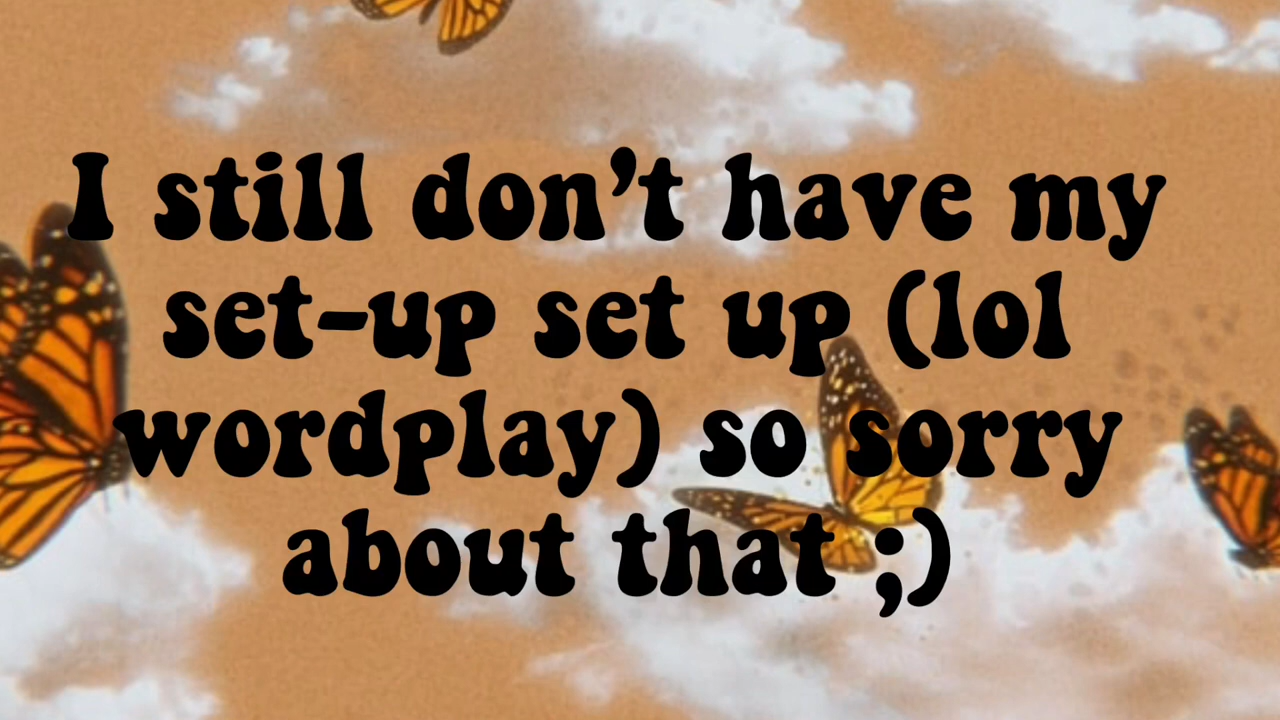 I still don't have my
set-up set up (lol
wordplay) so sorry
about that ;)